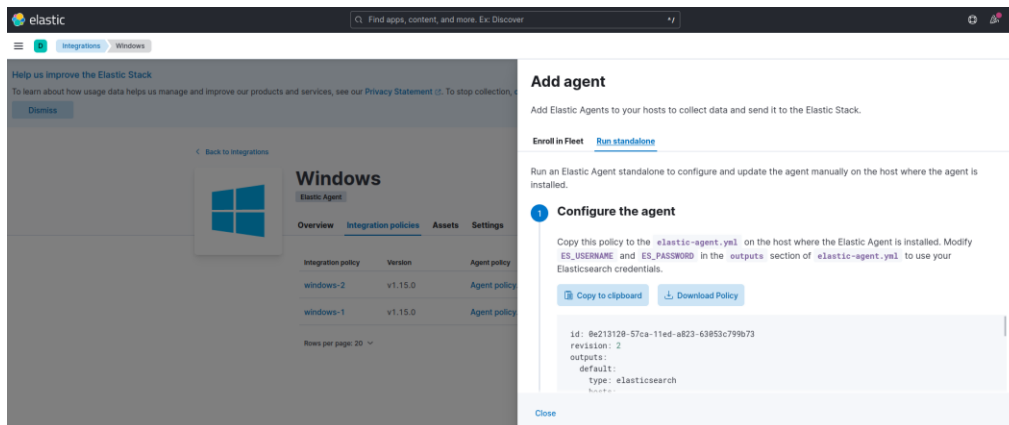 elastic
Find apps, content, and more. Ex: Discover
^/
D
Integrations
Windows
Help us improve the Elastic Stack
To learn about how usage data helps us manage and improve our products and services, see our Privacy Statement. To stop collection,
Dismiss
Back to integrations
Windows
Elastic Agent
Overview Integration policies Assets Settings
Integration policy Version Agent policy
windows-2 v1.15.0 Agent policy
windows-1 v1.15.0 Agent policy
Rows per page: 20
Add agent
Add Elastic Agents to your hosts to collect data and send it to the Elastic Stack.
Enroll in Fleet Run standalone
Run an Elastic Agent standalone to configure and update the agent manually on the host where the agent is
installed.
1 Configure the agent
Copy this policy to the elastic-agent.yml on the host where the Elastic Agent is installed. Modify
ES_USERNAME and ES_PASSWORD in the outputs section of elastic-agent.yml to use your
Elasticsearch credentials.
Copy to clipboard Download Policy
id: 0e213120-57ca-11ed-a823-63053c799b73
revision: 2
outputs:
default:
type: elasticsearch
hosts:
Close